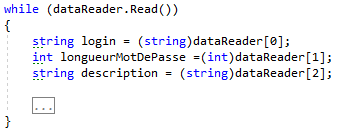 while (dataReader.Read())
{
string login = (string)dataReader[0];
int longueurMotDePasse =(int)dataReader[1];
string description = (string)dataReader[2];
...
}